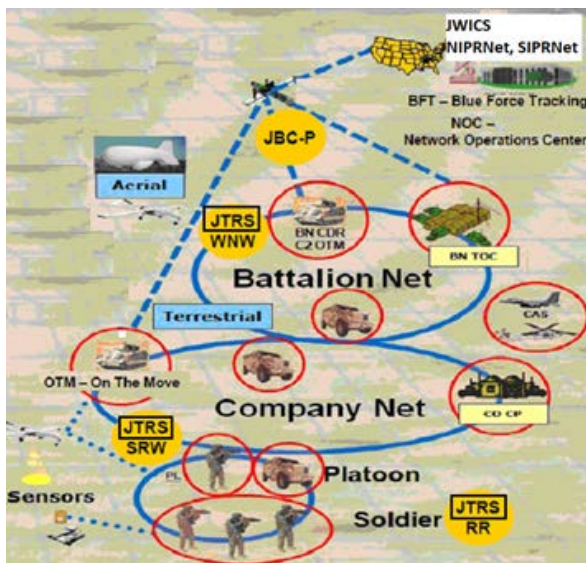 JWICS
NIPRNet, SIPRNet
BFT – Blue Force Tracking
NOC –
Network Operations Center
JBC-P
Aerial
JTRS
WNW
BN CDR
C2 OTM
BN TOC
Battalion Net
CAS
Terrestrial
OTM – On The Move
Company Net
CO CP
JTRS
SRW
PL
Platoon
Sensors
Soldier
JTRS
RR